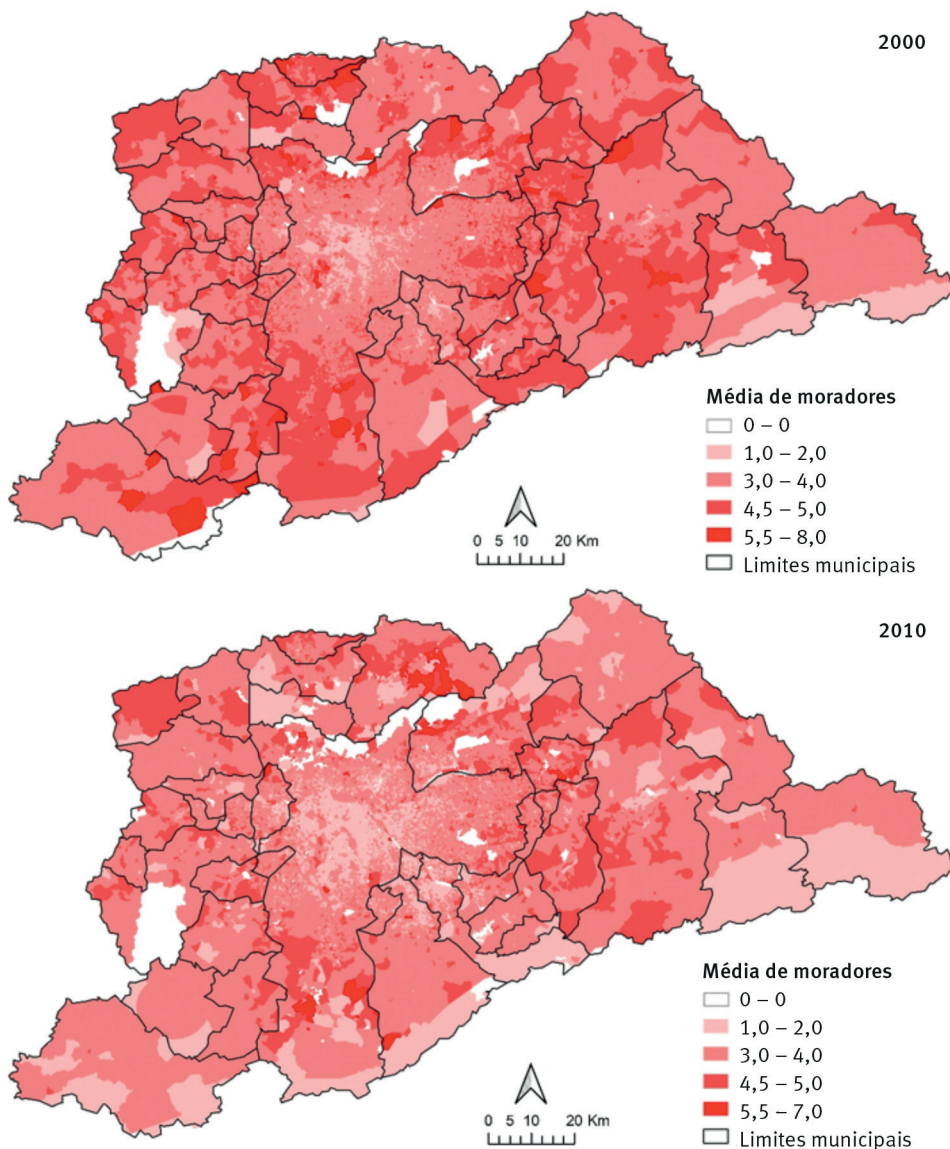 2000
Média de moradores
0 – 0
1,0 – 2,0
3,0 – 4,0
4,5 – 5,0
5,5 – 8,0
Limites municipais
0 5 10 20 Km
2010
Média de moradores
0 – 0
1,0 – 2,0
3,0 – 4,0
4,5 – 5,0
5,5 – 7,0
Limites municipais
0 5 10 20 Km